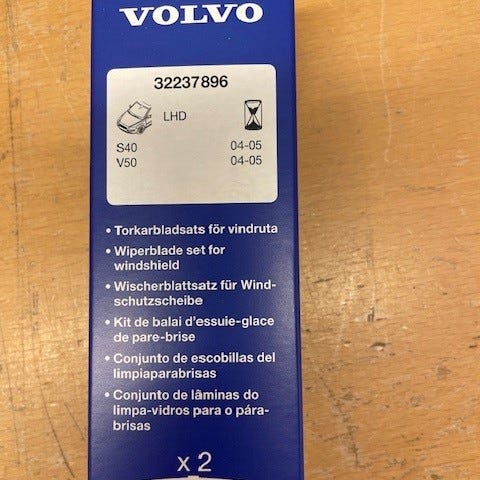 VOLVO
32237896
LHD
S40 04-05
V50 04-05
• Torkarbladsats för vindruta
• Wiperblade set for
windshield
• Wischerblattsatz für Wind-
schutzscheibe
• Kit de balai d'essuie-glace
de pare-brise
• Conjunto de escobillas del
limpiaparabrisas
• Conjunto de lâminas do
limpa-vidros para o pára-
brisas
x 2